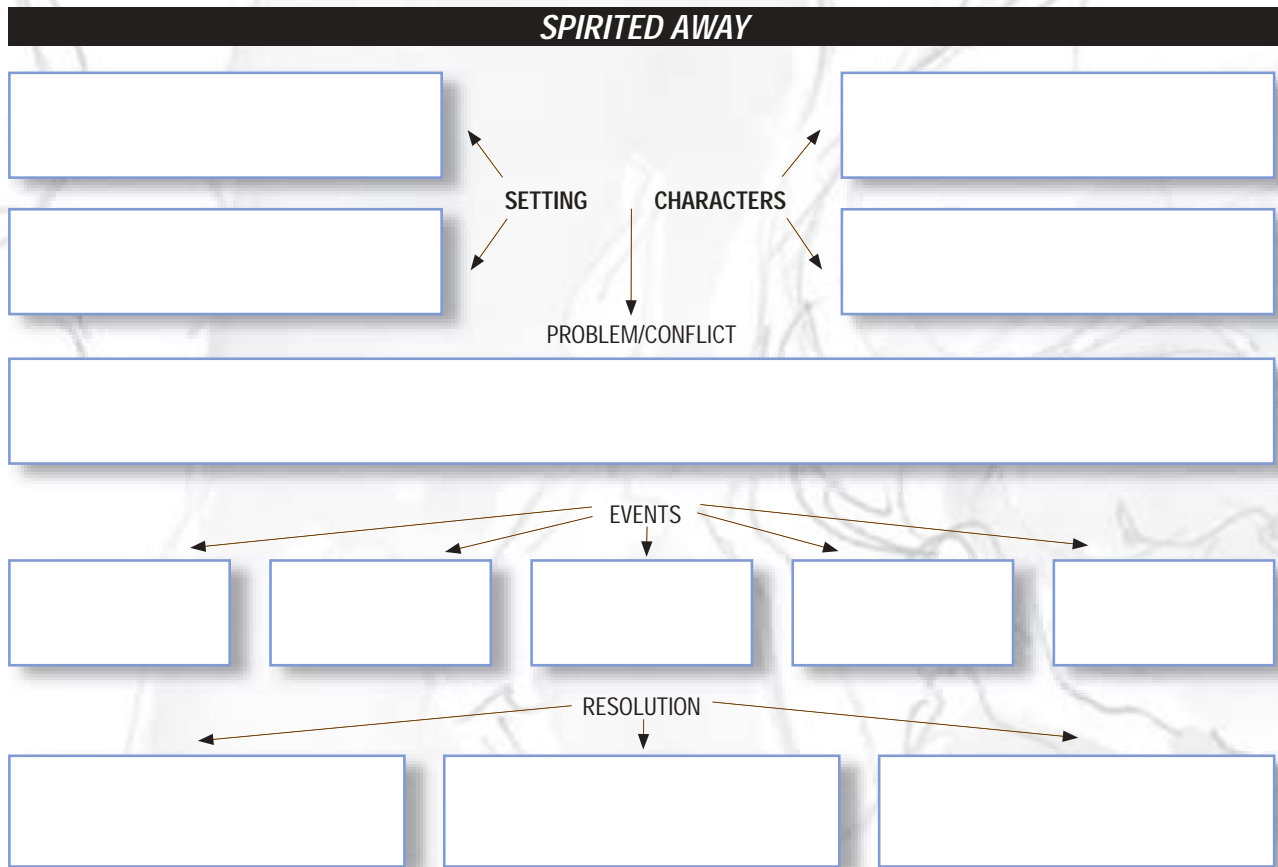 SPIRITED AWAY
SETTING
CHARACTERS
PROBLEM/CONFLICT
EVENTS
RESOLUTION